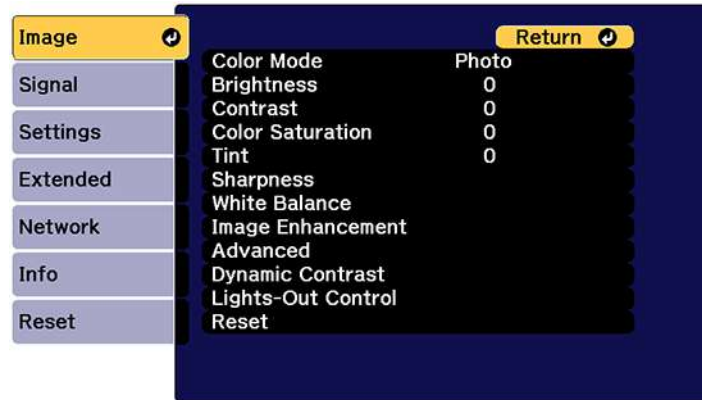 Image
Signal
Settings
Extended
Network
Info
Reset
Return
Color Mode Photo
Brightness 0
Contrast 0
Color Saturation 0
Tint 0
Sharpness
White Balance
Image Enhancement
Advanced
Dynamic Contrast
Lights-Out Control
Reset